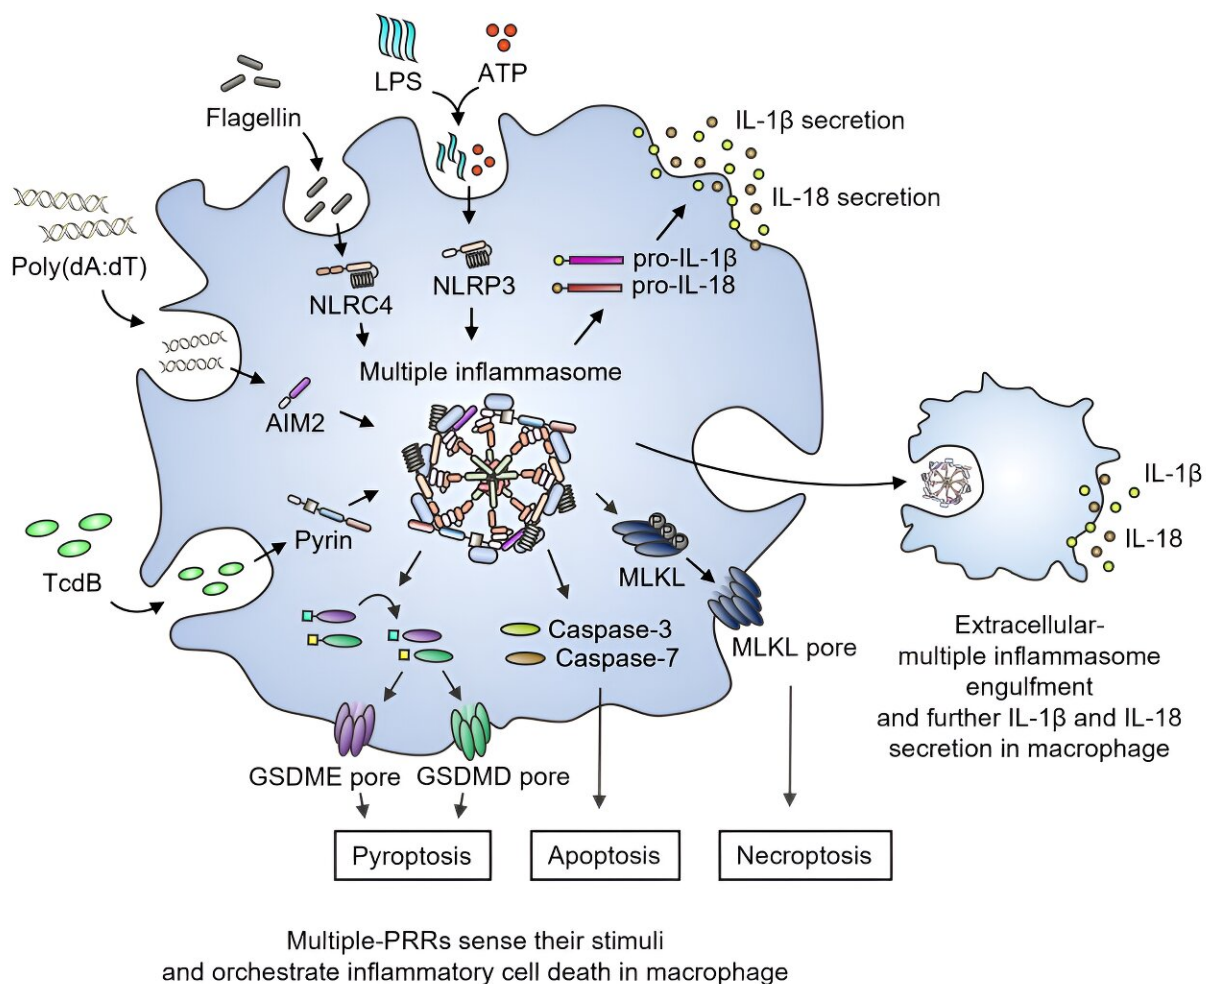 LPS
ATP
Flagellin
IL-1β secretion
IL-18 secretion
Poly(dA:dT)
NLRC4
NLRP3
pro-IL-1β
pro-IL-18
Multiple inflammasome
AIM2
Pyrin
TcdB
P
P
P
MLKL
MLKL pore
Caspase-3
Caspase-7
GSDME pore
GSDMD pore
Pyroptosis
Apoptosis
Necroptosis
IL-1β
IL-18
Extracellular-
multiple inflammasome
engulfment
and further IL-1β and IL-18
secretion in macrophage
Multiple-PRRs sense their stimuli
and orchestrate inflammatory cell death in macrophage